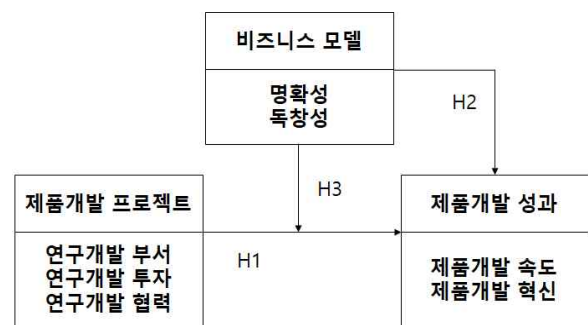 비즈니스 모델
명확성
독창성
H2
H3
제품개발 프로젝트
제품개발 성과
연구개발 부서
연구개발 투자
연구개발 협력
H1
제품개발 속도
제품개발 혁신